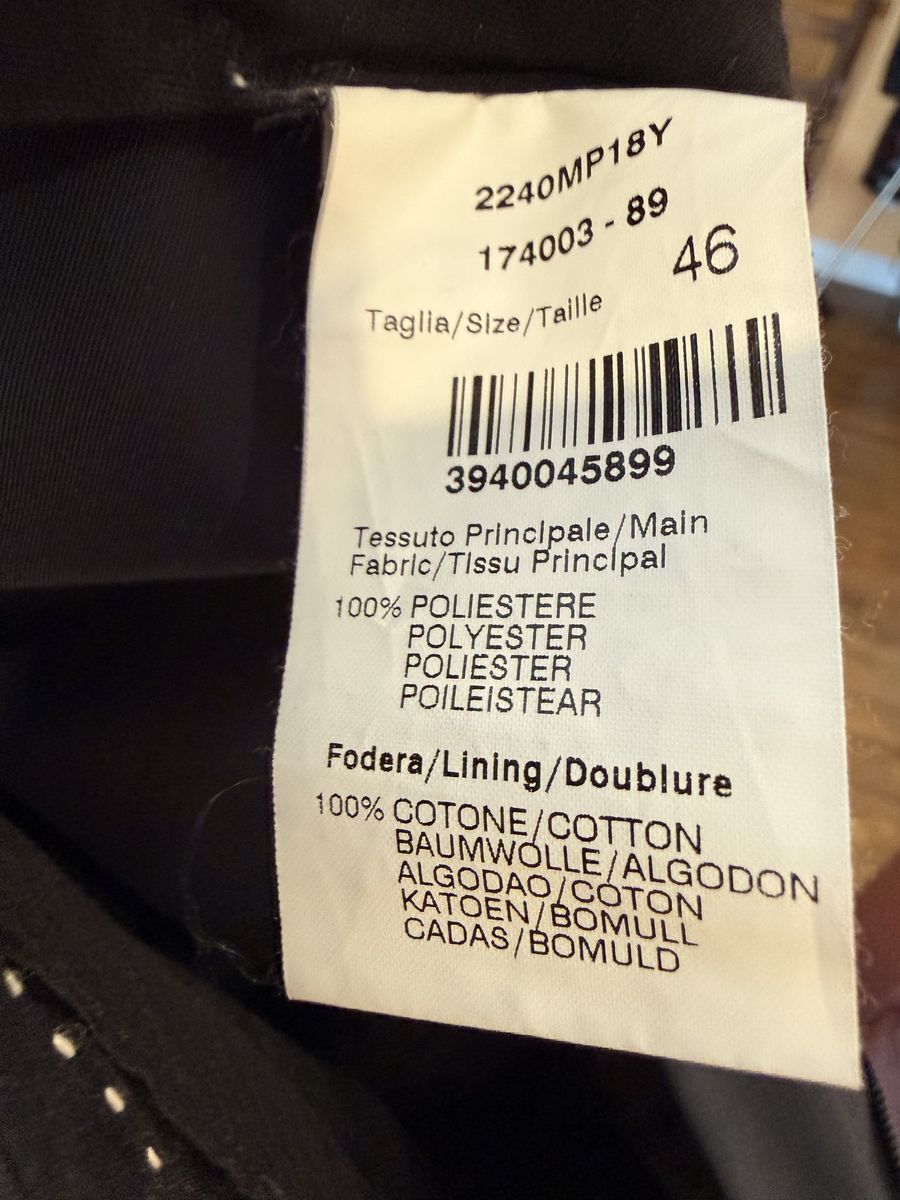 2240MP18Y
174003 - 89
46
Taglia/Size/Taille
3940045899
Tessuto Principale/Main
Fabric/Tissu Principal
100% POLIESTERE
POLYESTER
POLIÉSTER
POILEISTEAR
Fodera/Lining/Doublure
100% COTONE/COTTON
BAUMWOLLE/ALGODON
ALGODAO/COTON
KATOEN/BOMULL
CADAS/BOMULD